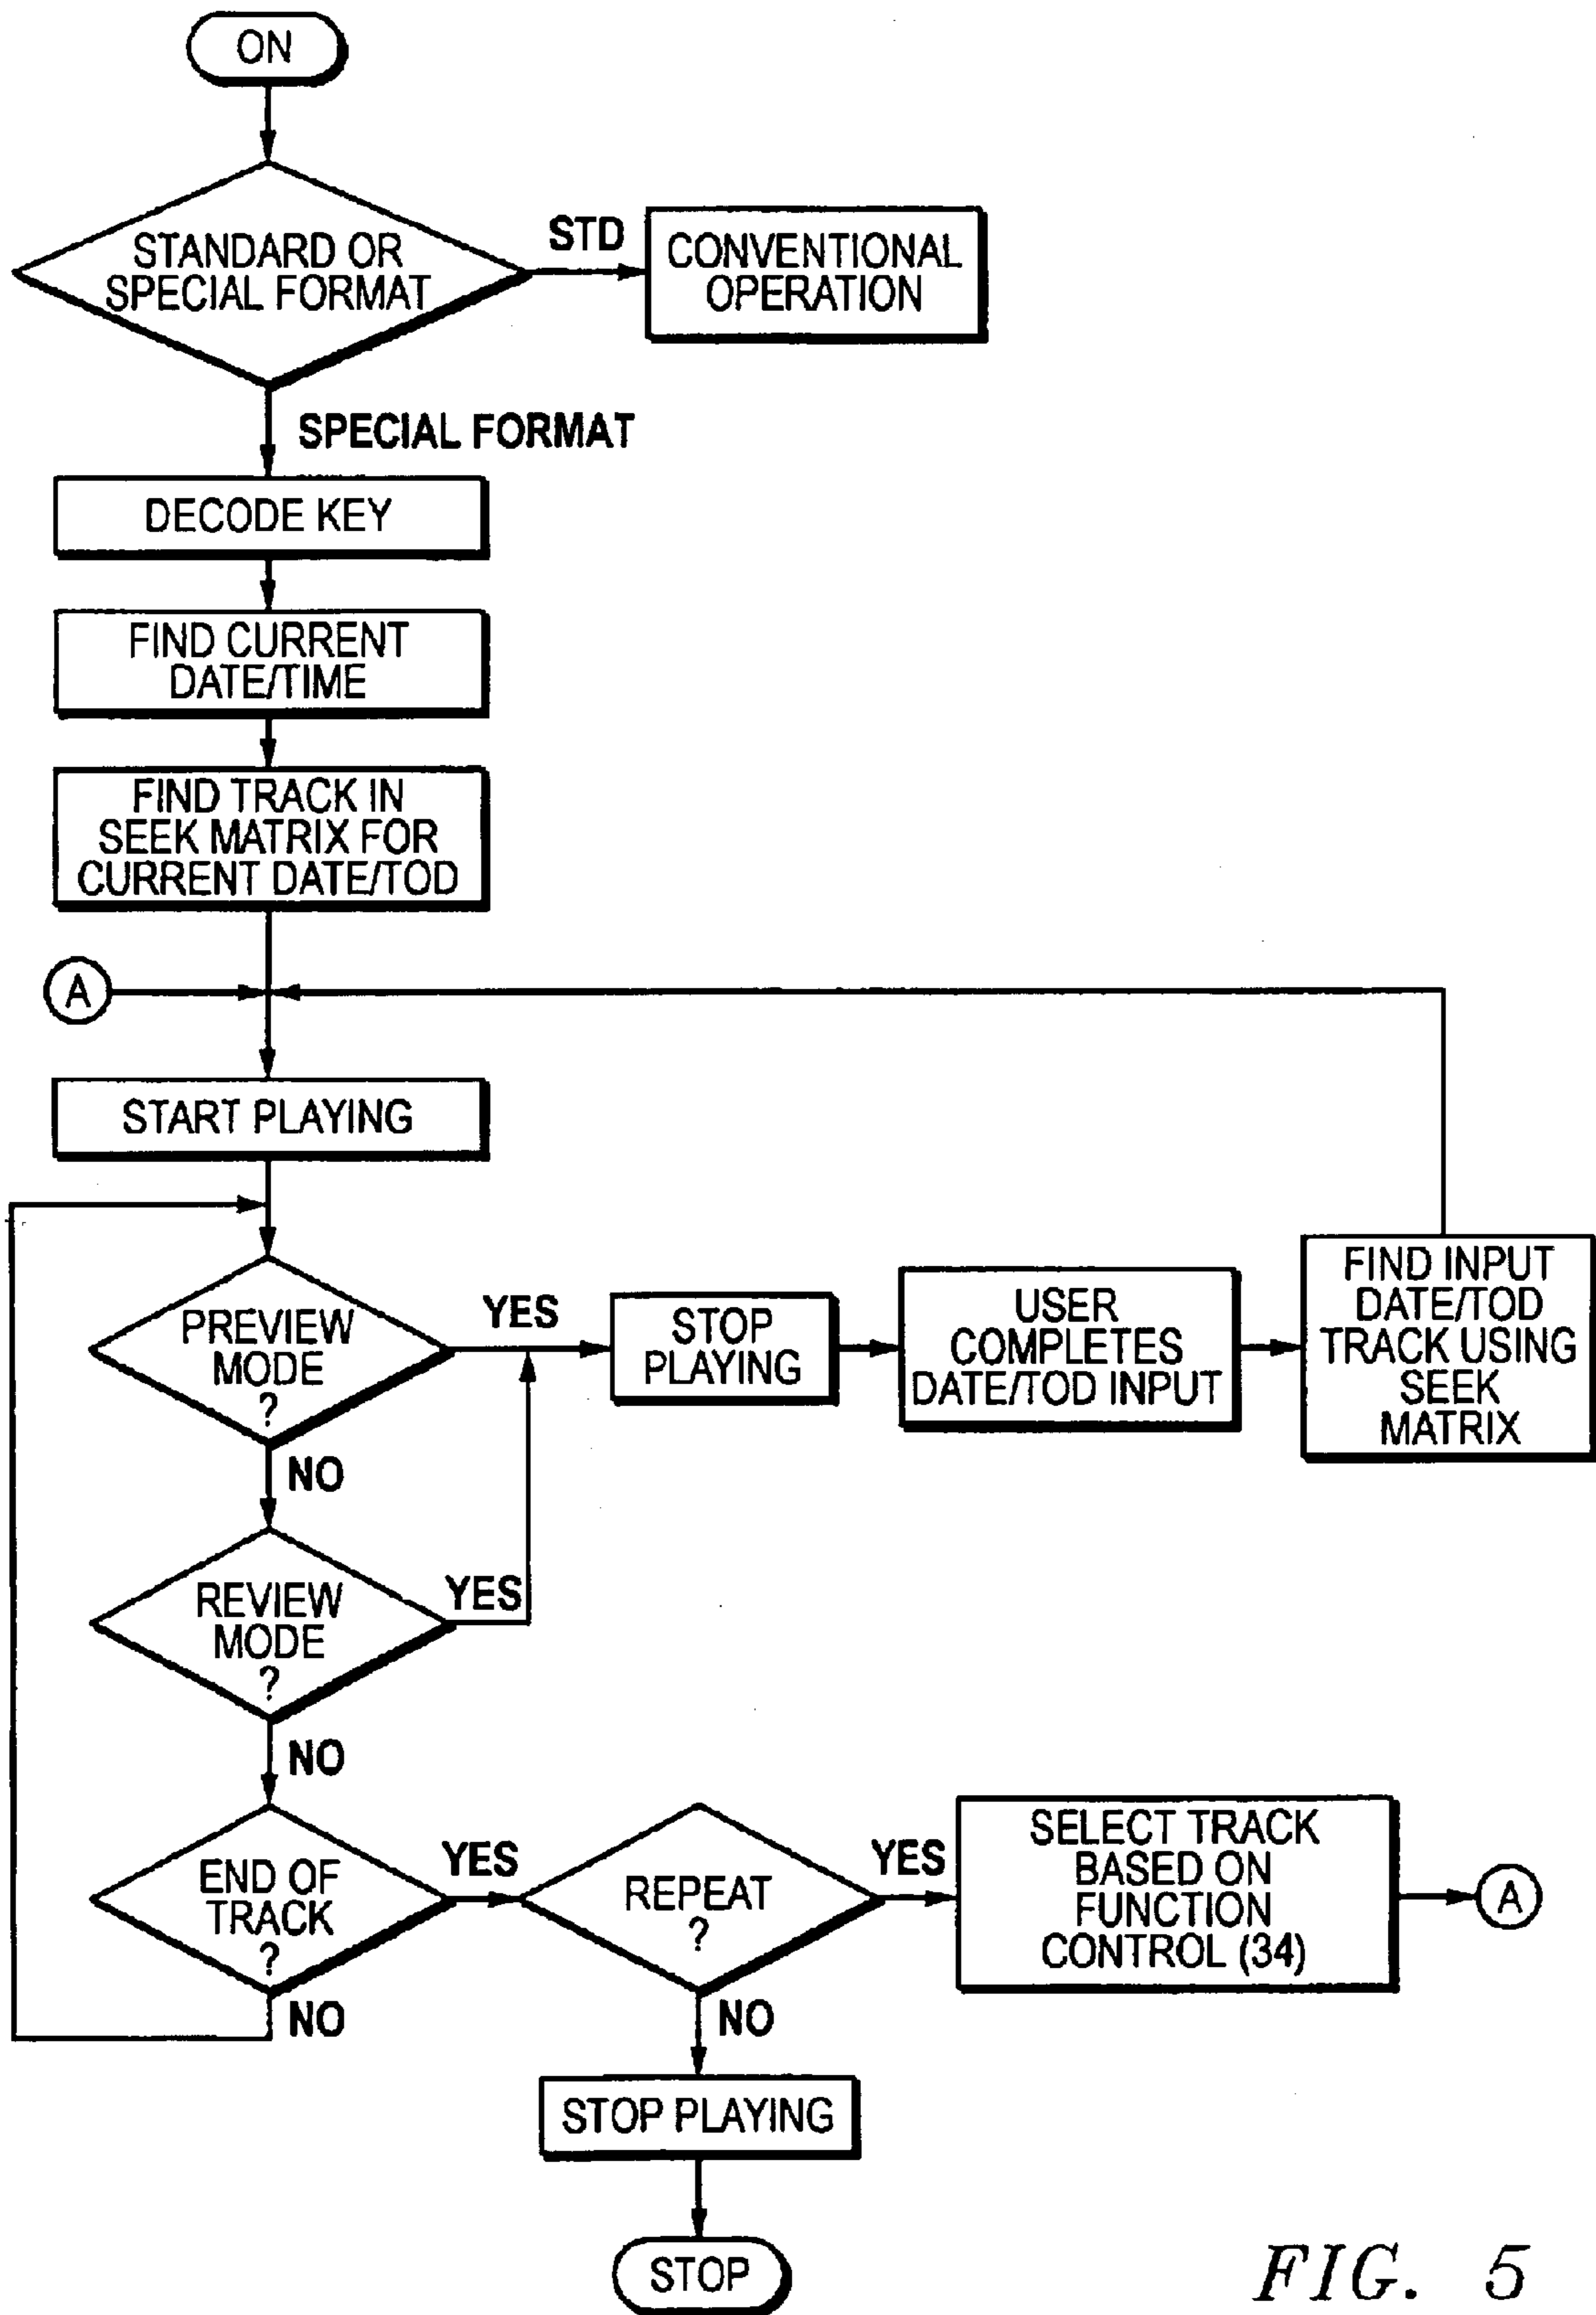 ON
STANDARD OR
SPECIAL FORMAT
STD
CONVENTIONAL
OPERATION
SPECIAL FORMAT
DECODE KEY
FIND CURRENT
DATE/TIME
FIND TRACK IN
SEEK MATRIX FOR
CURRENT DATE/TOD
A
START PLAYING
PREVIEW
MODE
?
YES
STOP
PLAYING
USER
COMPLETES
DATE/TOD INPUT
FIND INPUT
DATE/TOD
TRACK USING
SEEK
MATRIX
NO
REVIEW
MODE
?
YES
NO
END OF
TRACK
?
YES
REPEAT
?
YES
SELECT TRACK
BASED ON
FUNCTION
CONTROL (34)
A
NO
NO
STOP PLAYING
STOP
FIG. 5